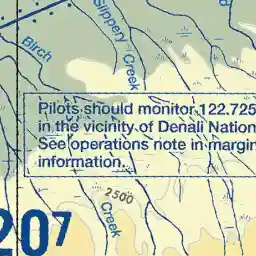 Slippery Creek
Birch
Pilots should monitor 122.725
in the vicinity of Denali Nation
See operations note in margin
information.
2500
Creek
207